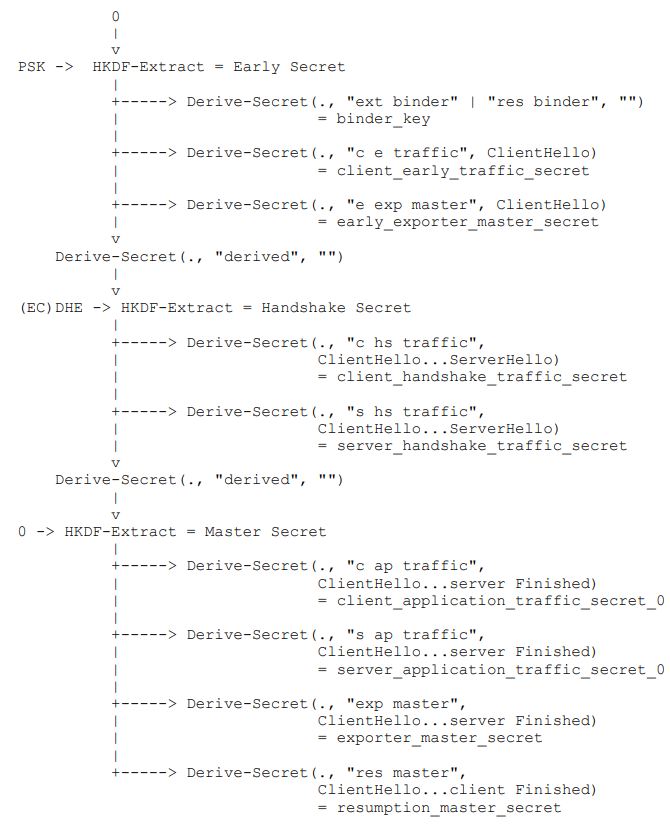 0
|
v
PSK ->  HKDF-Extract = Early Secret
|
+-----> Derive-Secret(., "ext binder" | "res binder", "")
|                     = binder_key
|
+-----> Derive-Secret(., "c e traffic", ClientHello)
|                     = client_early_traffic_secret
|
+-----> Derive-Secret(., "e exp master", ClientHello)
|                     = early_exporter_master_secret
v
Derive-Secret(., "derived", "")
|
v
(EC)DHE -> HKDF-Extract = Handshake Secret
|
+-----> Derive-Secret(., "c hs traffic",
|                     ClientHello...ServerHello)
|                     = client_handshake_traffic_secret
|
+-----> Derive-Secret(., "s hs traffic",
|                     ClientHello...ServerHello)
|                     = server_handshake_traffic_secret
v
Derive-Secret(., "derived", "")
|
v
0 -> HKDF-Extract = Master Secret
|
+-----> Derive-Secret(., "c ap traffic",
|                     ClientHello...server Finished)
|                     = client_application_traffic_secret_0
|
+-----> Derive-Secret(., "s ap traffic",
|                     ClientHello...server Finished)
|                     = server_application_traffic_secret_0
|
+-----> Derive-Secret(., "exp master",
|                     ClientHello...server Finished)
|                     = exporter_master_secret
|
+-----> Derive-Secret(., "res master",
ClientHello...client Finished)
= resumption_master_secret